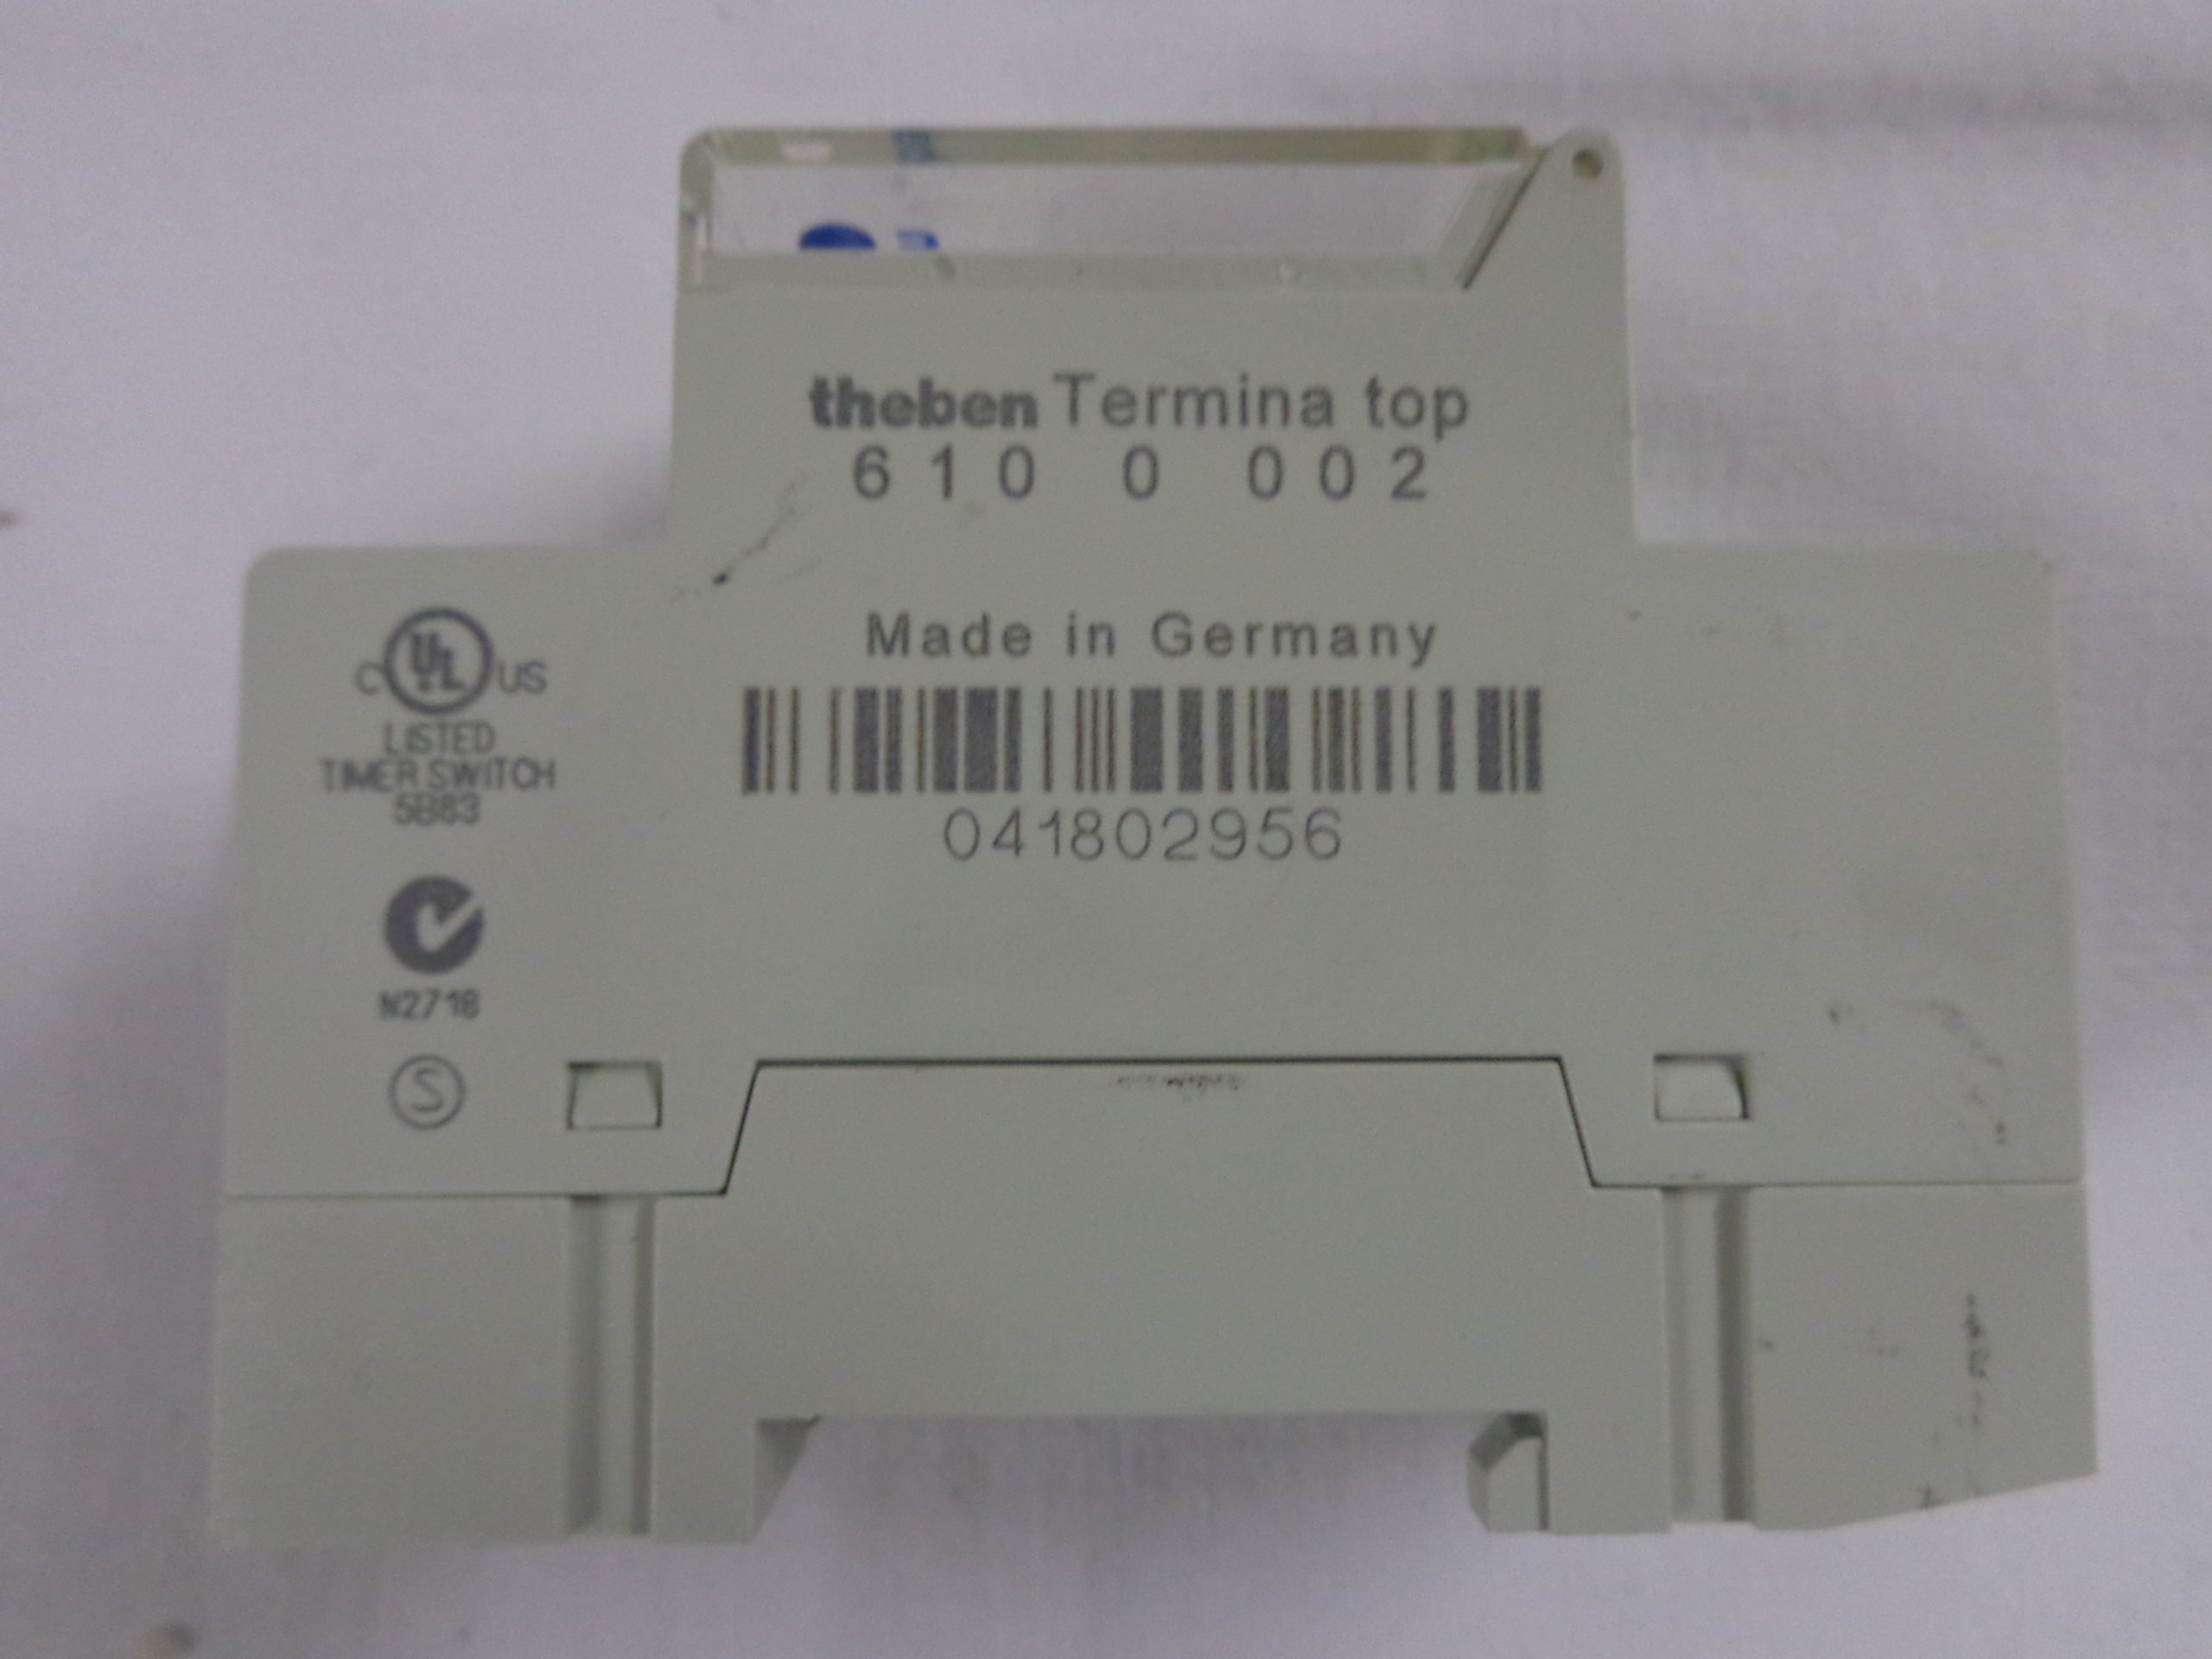 theben Termina top
610 0 002
Made in Germany
041802956
C UL US
LISTED
TIMER SWITCH
5B83
N2718
S